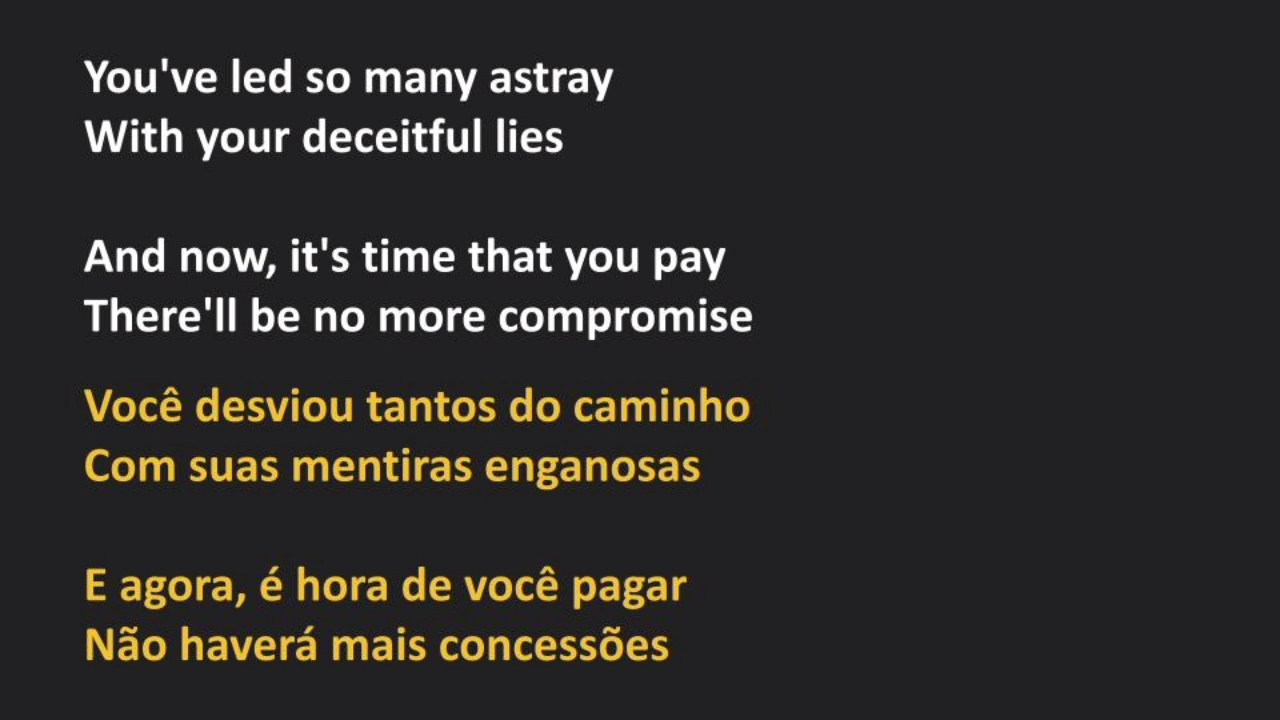 You've led so many astray
With your deceitful lies
And now, it's time that you pay
There'll be no more compromise
Você desviou tantos do caminho
Com suas mentiras enganosas
E agora, é hora de você pagar
Não haverá mais concessões